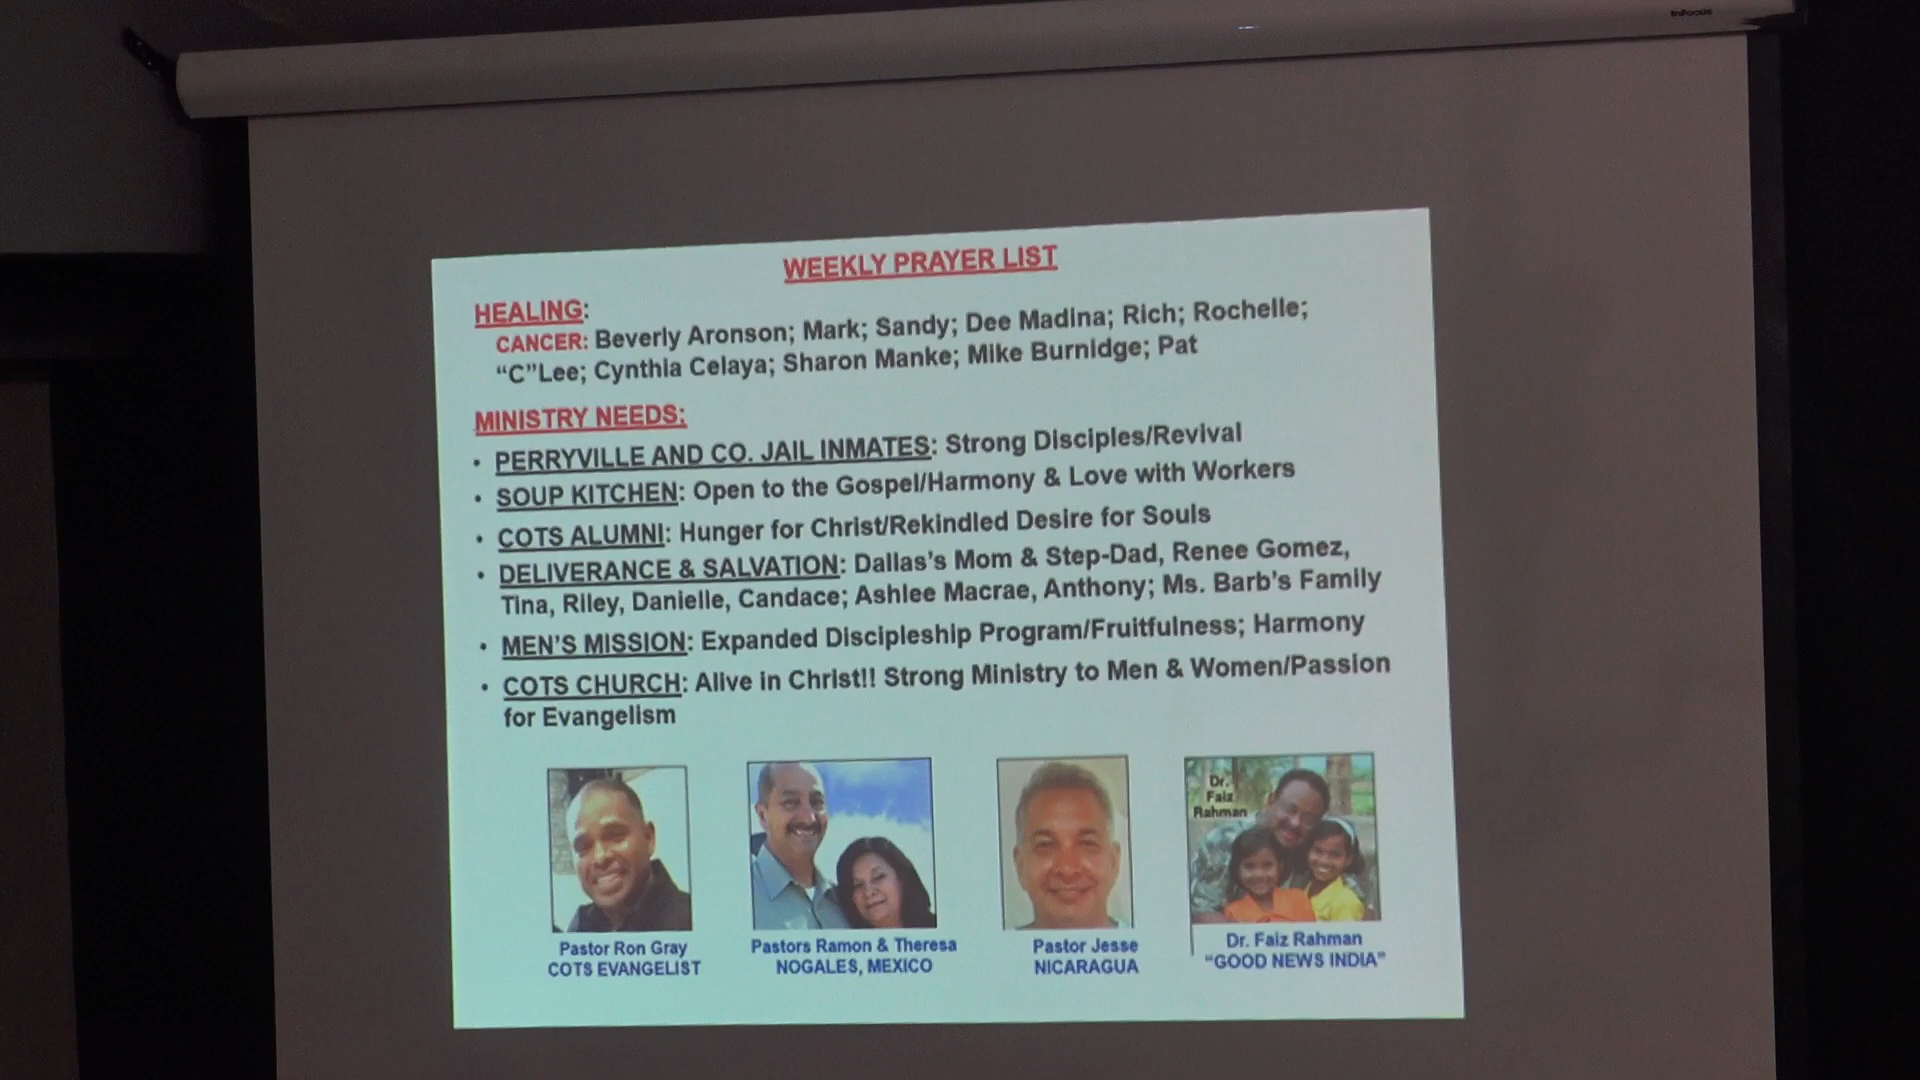 InFocus
WEEKLY PRAYER LIST
HEALING:
CANCER: Beverly Aronson; Mark; Sandy; Dee Madina; Rich; Rochelle;
“C”Lee; Cynthia Celaya; Sharon Manke; Mike Burnidge; Pat
MINISTRY NEEDS:
• PERRYVILLE AND CO. JAIL INMATES: Strong Disciples/Revival
• SOUP KITCHEN: Open to the Gospel/Harmony & Love with Workers
• COTS ALUMNI: Hunger for Christ/Rekindled Desire for Souls
• DELIVERANCE & SALVATION: Dallas’s Mom & Step-Dad, Renee Gomez,
Tina, Riley, Danielle, Candace; Ashlee Macrae, Anthony; Ms. Barb’s Family
• MEN’S MISSION: Expanded Discipleship Program/Fruitfulness; Harmony
• COTS CHURCH: Alive in Christ!! Strong Ministry to Men & Women/Passion
for Evangelism
Dr.
Faiz
Rahman
Pastor Ron Gray
COTS EVANGELIST
Pastors Ramon & Theresa
NOGALES, MEXICO
Pastor Jesse
NICARAGUA
Dr. Faiz Rahman
“GOOD NEWS INDIA”